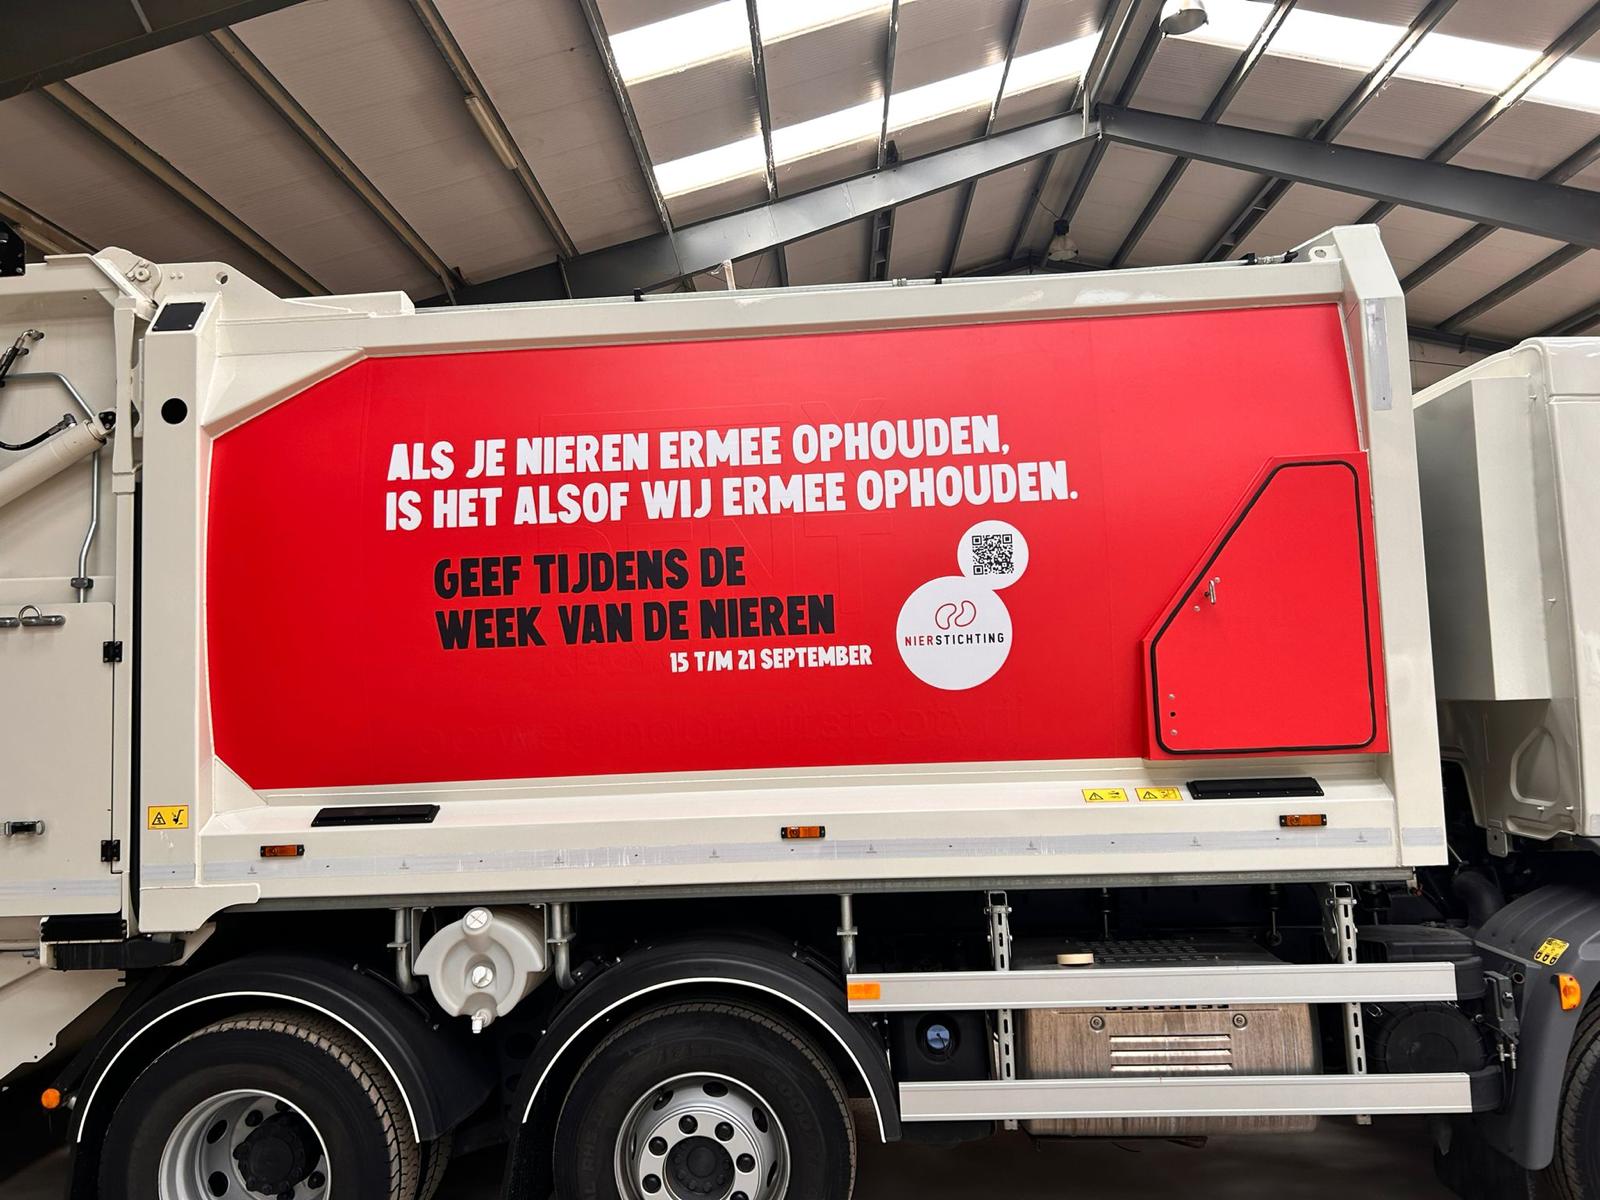 ALS JE NIEREN ERMEE OPHOUDEN,
IS HET ALSOF WIJ ERMEE OPHOUDEN.
GEEF TIJDENS DE
WEEK VAN DE NIEREN
15 T/M 21 SEPTEMBER
NIERSTICHTING